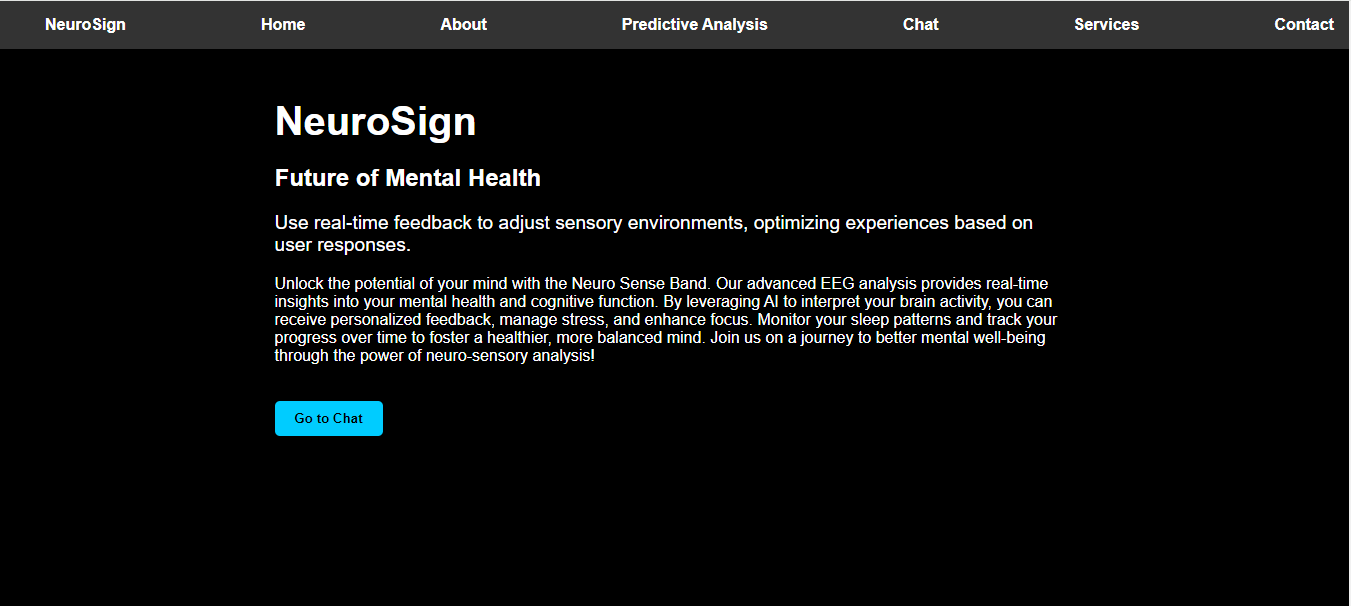 NeuroSign Home About Predictive Analysis Chat Services Contact
NeuroSign
Future of Mental Health
Use real-time feedback to adjust sensory environments, optimizing experiences based on
user responses.
Unlock the potential of your mind with the Neuro Sense Band. Our advanced EEG analysis provides real-time
insights into your mental health and cognitive function. By leveraging AI to interpret your brain activity, you can
receive personalized feedback, manage stress, and enhance focus. Monitor your sleep patterns and track your
progress over time to foster a healthier, more balanced mind. Join us on a journey to better mental well-being
through the power of neuro-sensory analysis!
Go to Chat